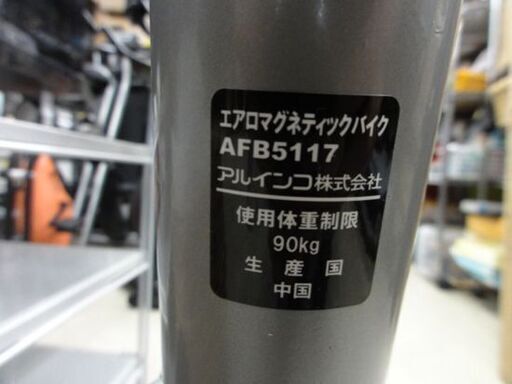 エアロマグネティックバイク
AFB5117
アルインコ株式会社
使用体重制限
90kg
生産国
中国